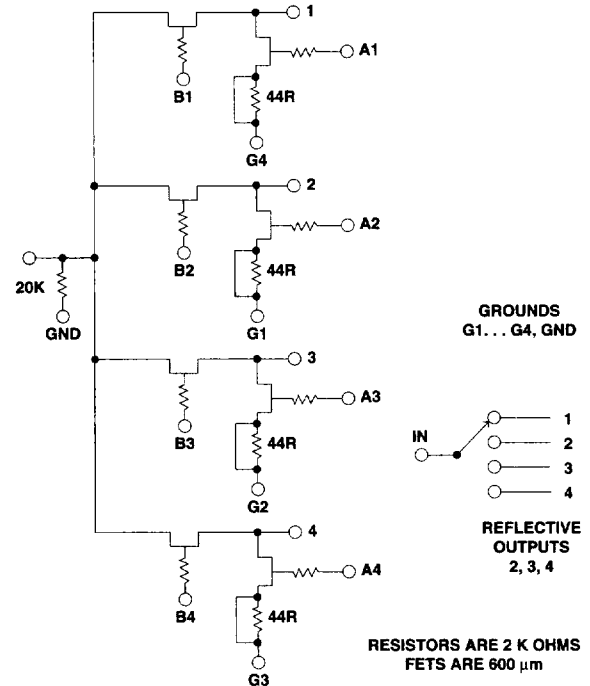 1
A1
B1
44R
G4
2
A2
B2
44R
G1
20K
GND
3
A3
B3
44R
G2
4
A4
B4
44R
G3
GROUNDS
G1. . . G4, GND
IN
1
2
3
4
REFLECTIVE
OUTPUTS
2, 3, 4
RESISTORS ARE 2 K OHMS
FETS ARE 600 µm